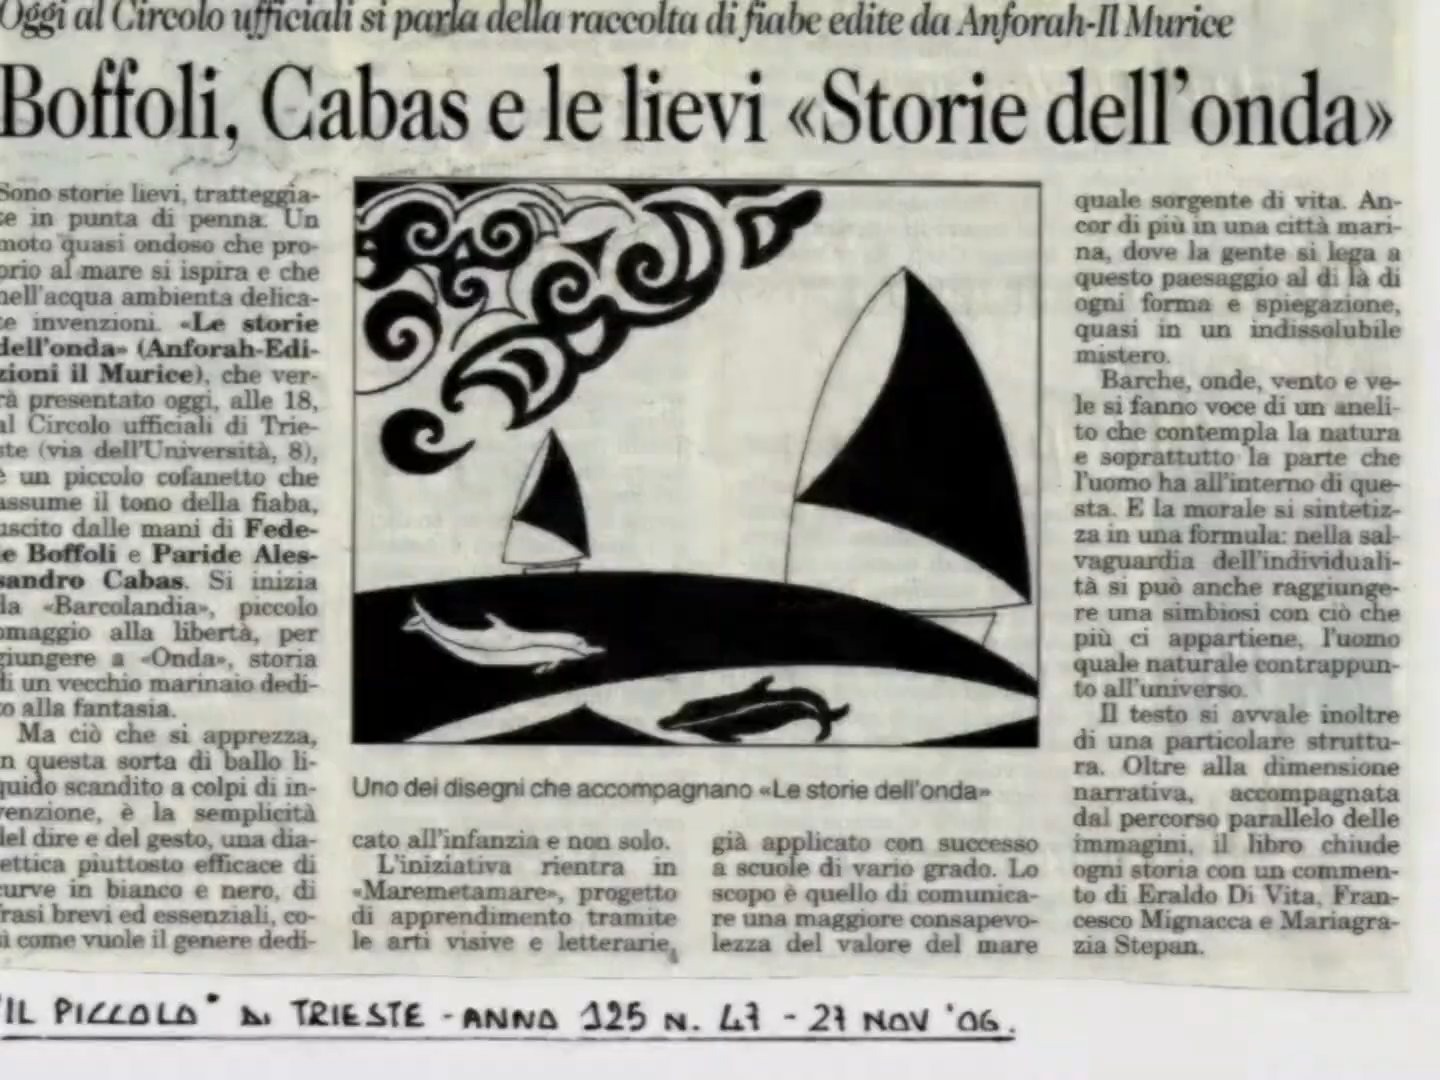 Oggi al Circolo ufficiali si parla della raccolta di fiabe edite da Anforah-Il Murice
Boffoli, Cabas e le lievi «Storie dell'onda»
Sono storie lievi, tratteggia-
te in punta di penna. Un
moto quasi ondoso che pro-
prio al mare si ispira e che
nell'acqua ambienta delica-
te invenzioni. «Le storie
dell'onda» (Anforah-Edi-
zioni il Murice), che ver-
rà presentato oggi, alle 18,
al Circolo ufficiali di Trie-
ste (via dell'Università, 8),
è un piccolo cofanetto che
assume il tono della fiaba,
uscito dalle mani di Fede-
le Boffoli e Paride Ales-
sandro Cabas. Si inizia
da «Barcolandia», piccolo
omaggio alla libertà, per
giungere a «Onda», storia
di un vecchio marinaio dedi-
to alla fantasia.
Ma ciò che si apprezza,
in questa sorta di ballo li-
quido scandito a colpi di in-
venzione, è la semplicità
del dire e del gesto, una dia-
lettica piuttosto efficace di
curve in bianco e nero, di
frasi brevi ed essenziali, co-
sì come vuole il genere dedi-
Uno dei disegni che accompagnano «Le storie dell'onda»
cato all'infanzia e non solo.
L'iniziativa rientra in
«Maremetamare», progetto
di apprendimento tramite
le arti visive e letterarie,
già applicato con successo
a scuole di vario grado. Lo
scopo è quello di comunica-
re una maggiore consapevo-
lezza del valore del mare
quale sorgente di vita. An-
cor di più in una città mari-
na, dove la gente si lega a
questo paesaggio al di là di
ogni forma e spiegazione,
quasi in un indissolubile
mistero.
Barche, onde, vento e ve-
le si fanno voce di un aneli-
to che contempla la natura
e soprattutto la parte che
l'uomo ha all'interno di que-
sta. E la morale si sintetiz-
za in una formula: nella sal-
vaguardia dell'individuali-
tà si può anche raggiunge-
re una simbiosi con ciò che
più ci appartiene, l'uomo
quale naturale contrappun-
to all'universo.
Il testo si avvale inoltre
di una particolare struttu-
ra. Oltre alla dimensione
narrativa, accompagnata
dal percorso parallelo delle
immagini, il libro chiude
ogni storia con un commen-
to di Eraldo Di Vita, Fran-
cesco Mignacca e Mariagra-
zia Stepan.
"IL PICCOLO" DI TRIESTE - ANNO 125 N. 47 - 27 NOV '06.